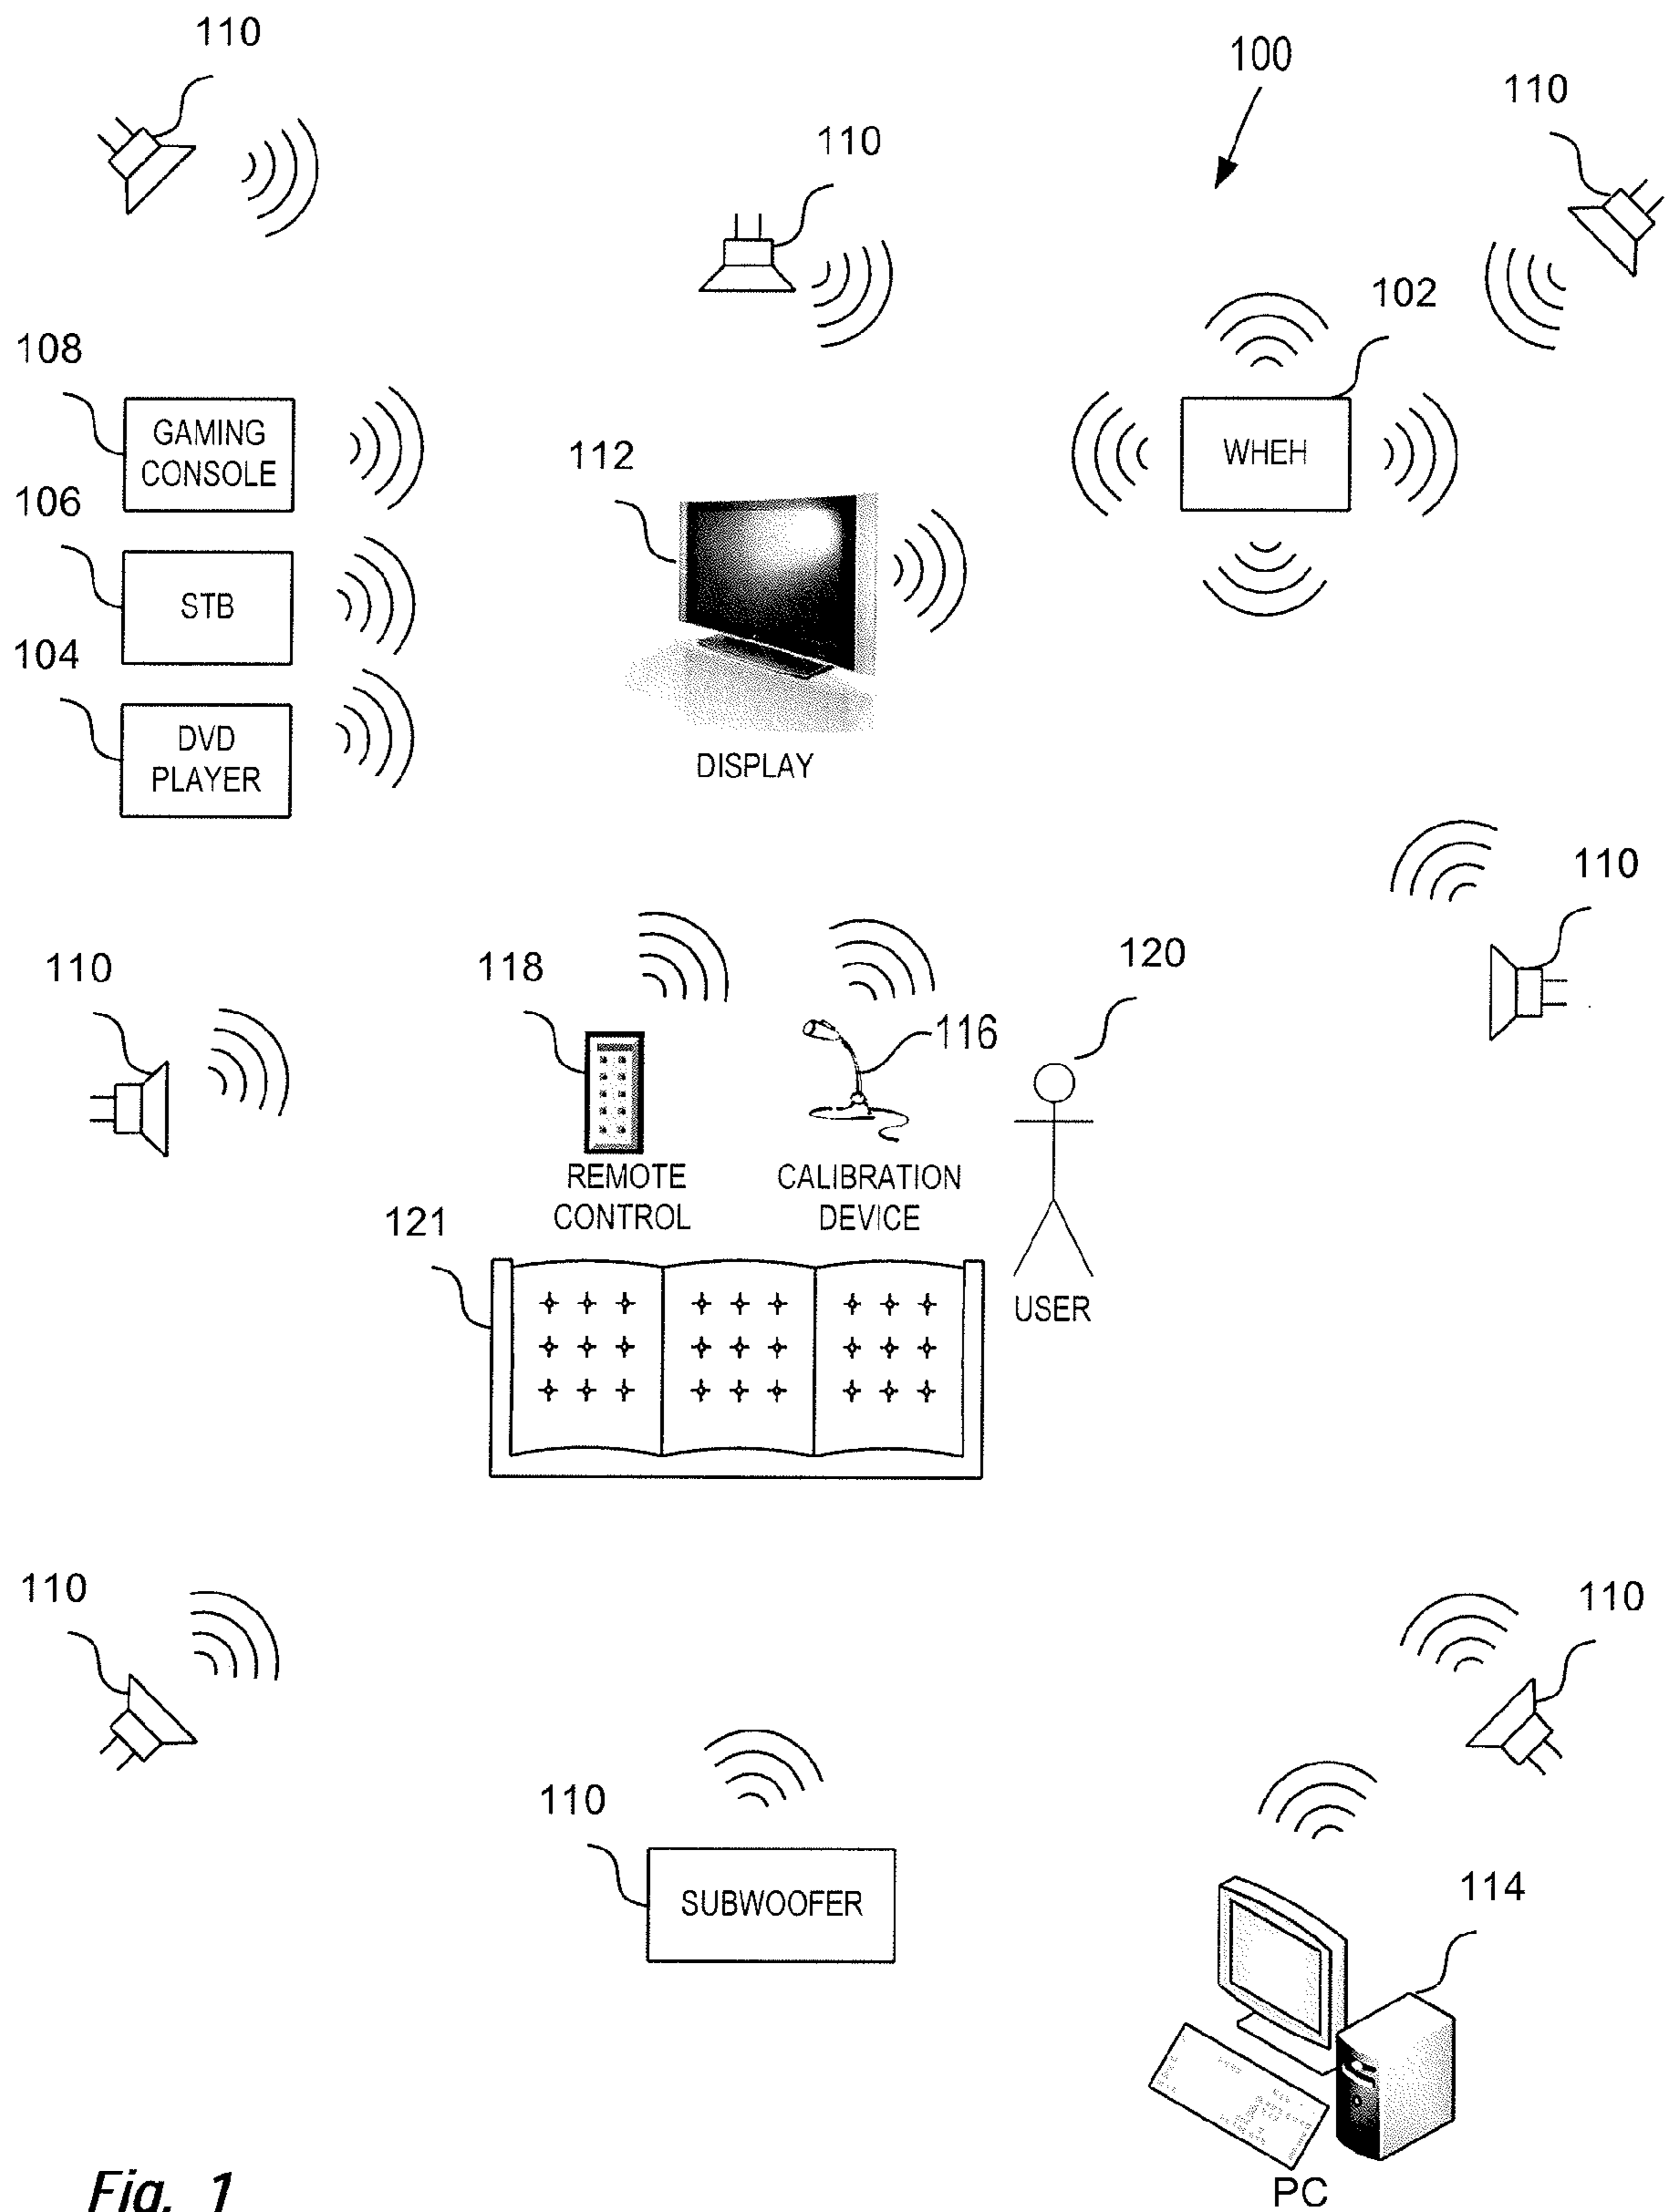 110
100
110
110
102
108
GAMING
CONSOLE
112
WHEH
106
STB
104
DVD
PLAYER
DISPLAY
110
110
118
120
116
REMOTE
CONTROL
CALIBRATION
DEVICE
121
USER
110
110
110
SUBWOOFER
114
PC
Fig. 1